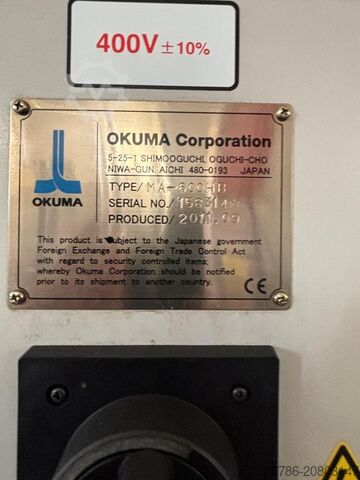 400V ±10%
OKUMA Corporation
5-25-1 SHIMOOGUCHI, OGUCHI-CHO
NIWA-GUN, AICHI 480-0193 JAPAN
OKUMA
TYPE/ MA-600HB
SERIAL NO./
PRODUCED/ 2011.09
This product is subject to the Japanese government
Foreign Exchange and Foreign Trade Control Act
with regard to security controlled items;
whereby Okuma Corporation should be notified
prior to its shipment to another country.
CE